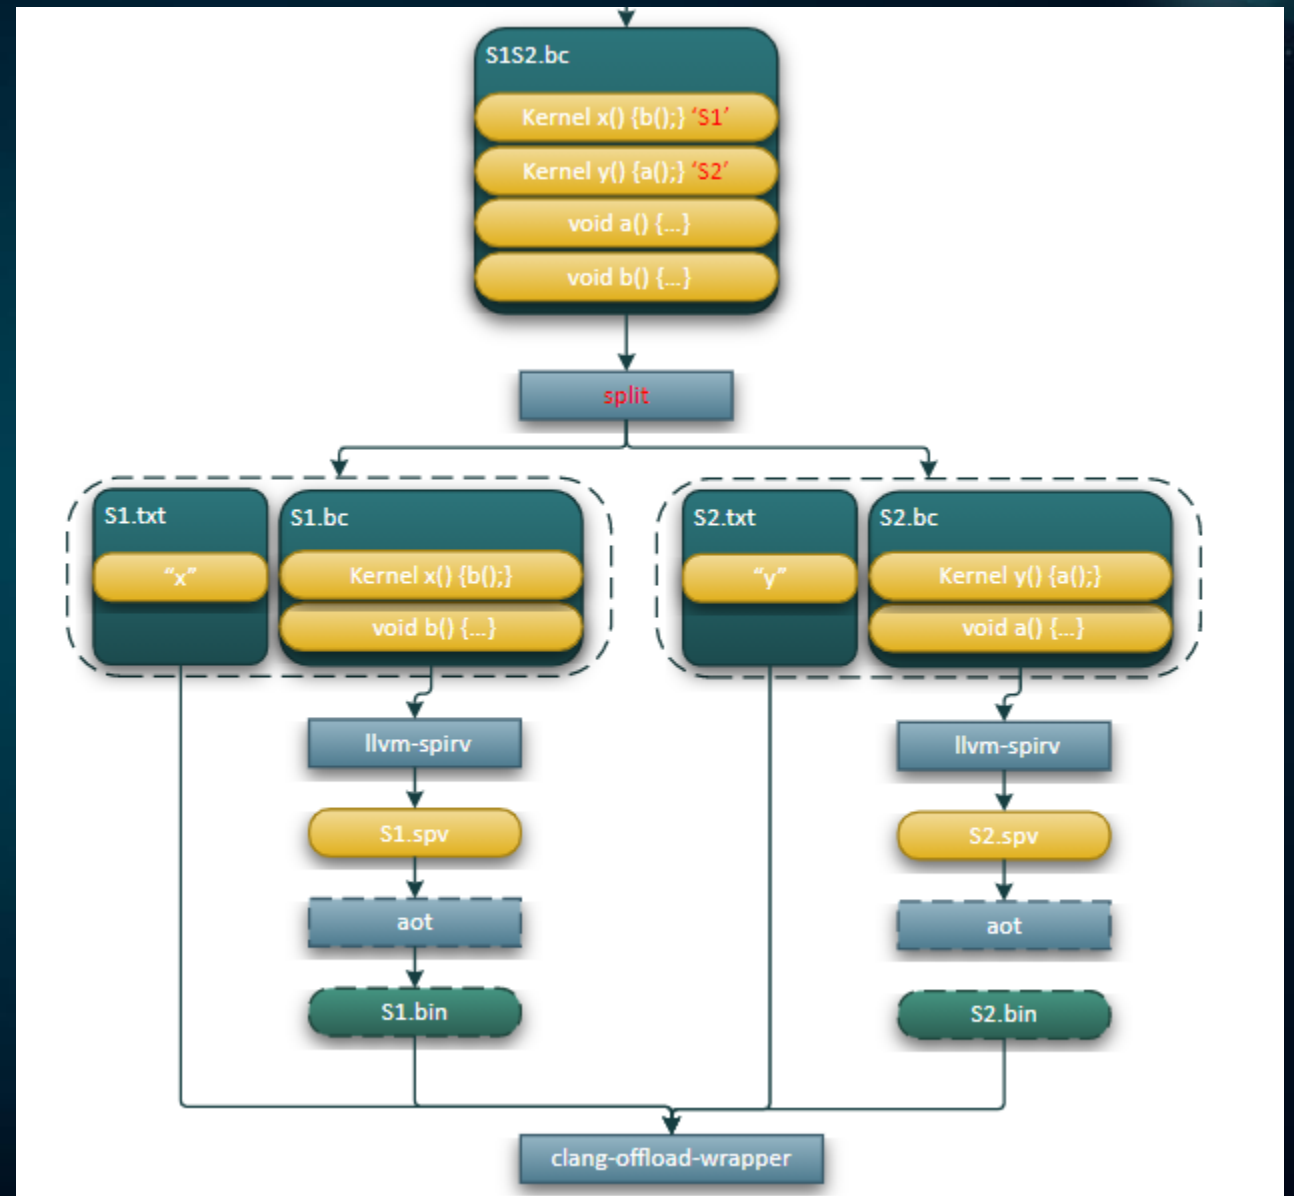 S1S2.bc
Kernel x() {b();} ‘S1’
Kernel y() {a();} ‘S2’
void a() {...}
void b() {...}
split
S1.txt
“x”
S1.bc
Kernel x() {b();}
void b() {...}
S2.txt
“y”
S2.bc
Kernel y() {a();}
void a() {...}
llvm-spirv
llvm-spirv
S1.spv
S2.spv
aot
aot
S1.bin
S2.bin
clang-offload-wrapper